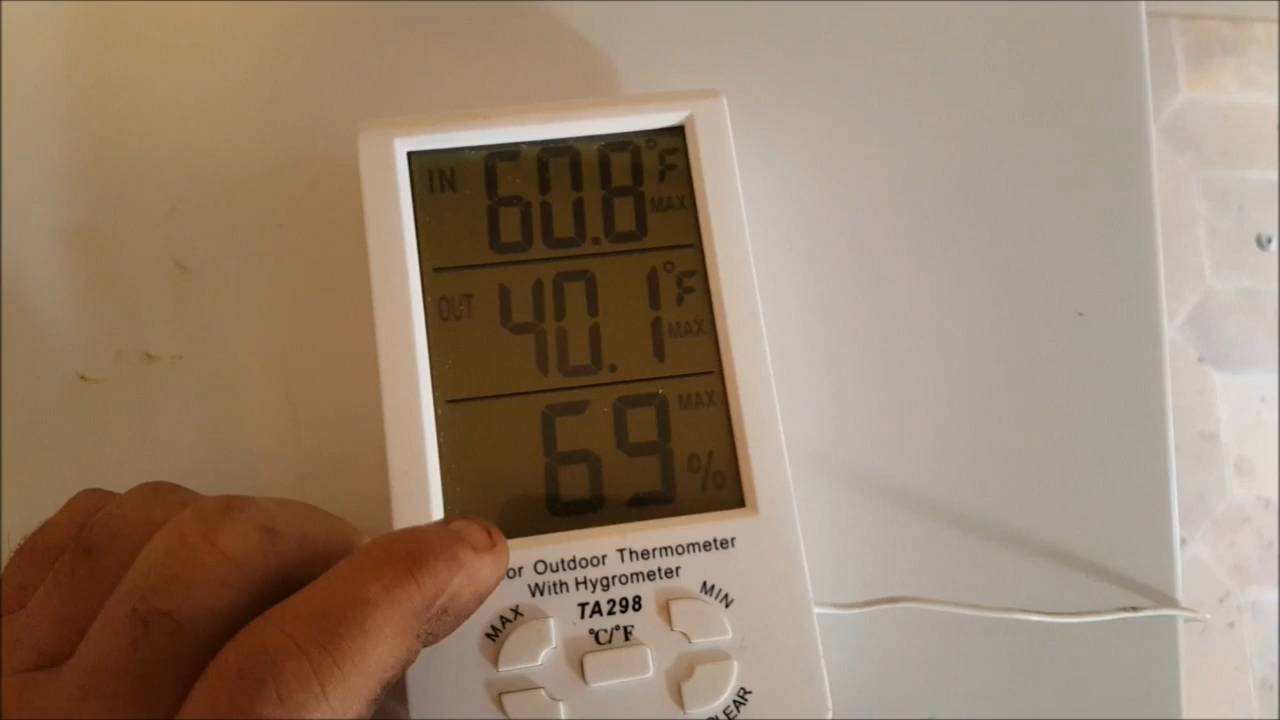 IN 60.8 °F MAX
OUT 40.1 °F MAX
69 % MAX
Outdoor Thermometer
With Hygrometer
TA298
MAX
MIN
°C/°F